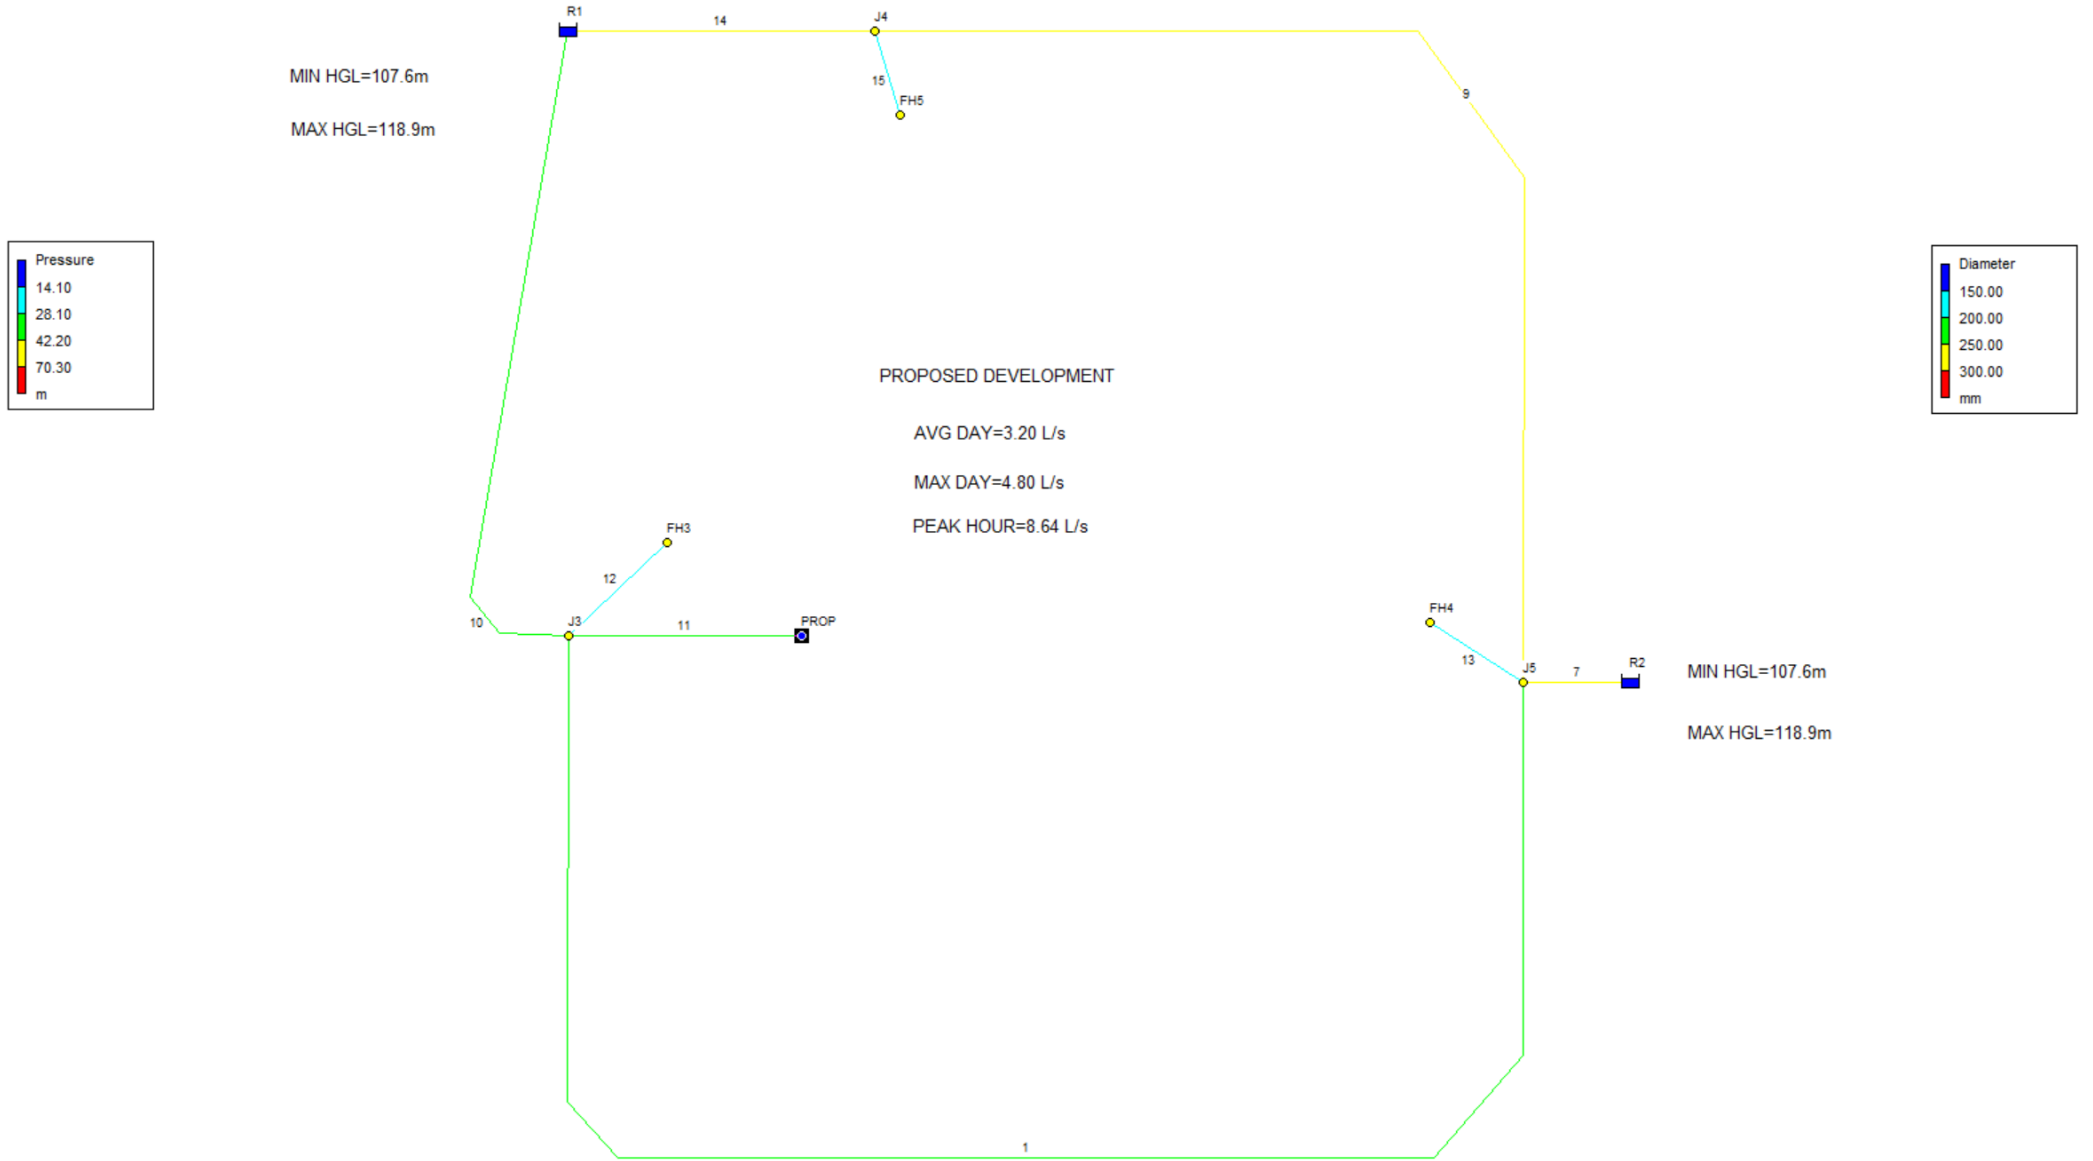 R1
14
J4
MIN HGL=107.6m
15
9
FH5
MAX HGL=118.9m
Pressure
14.10
28.10
42.20
70.30
m
Diameter
150.00
200.00
250.00
300.00
mm
PROPOSED DEVELOPMENT
AVG DAY=3.20 L/s
MAX DAY=4.80 L/s
PEAK HOUR=8.64 L/s
FH3
12
10
J3
11
PROP
FH4
13
J5
7
R2
MIN HGL=107.6m
MAX HGL=118.9m
1